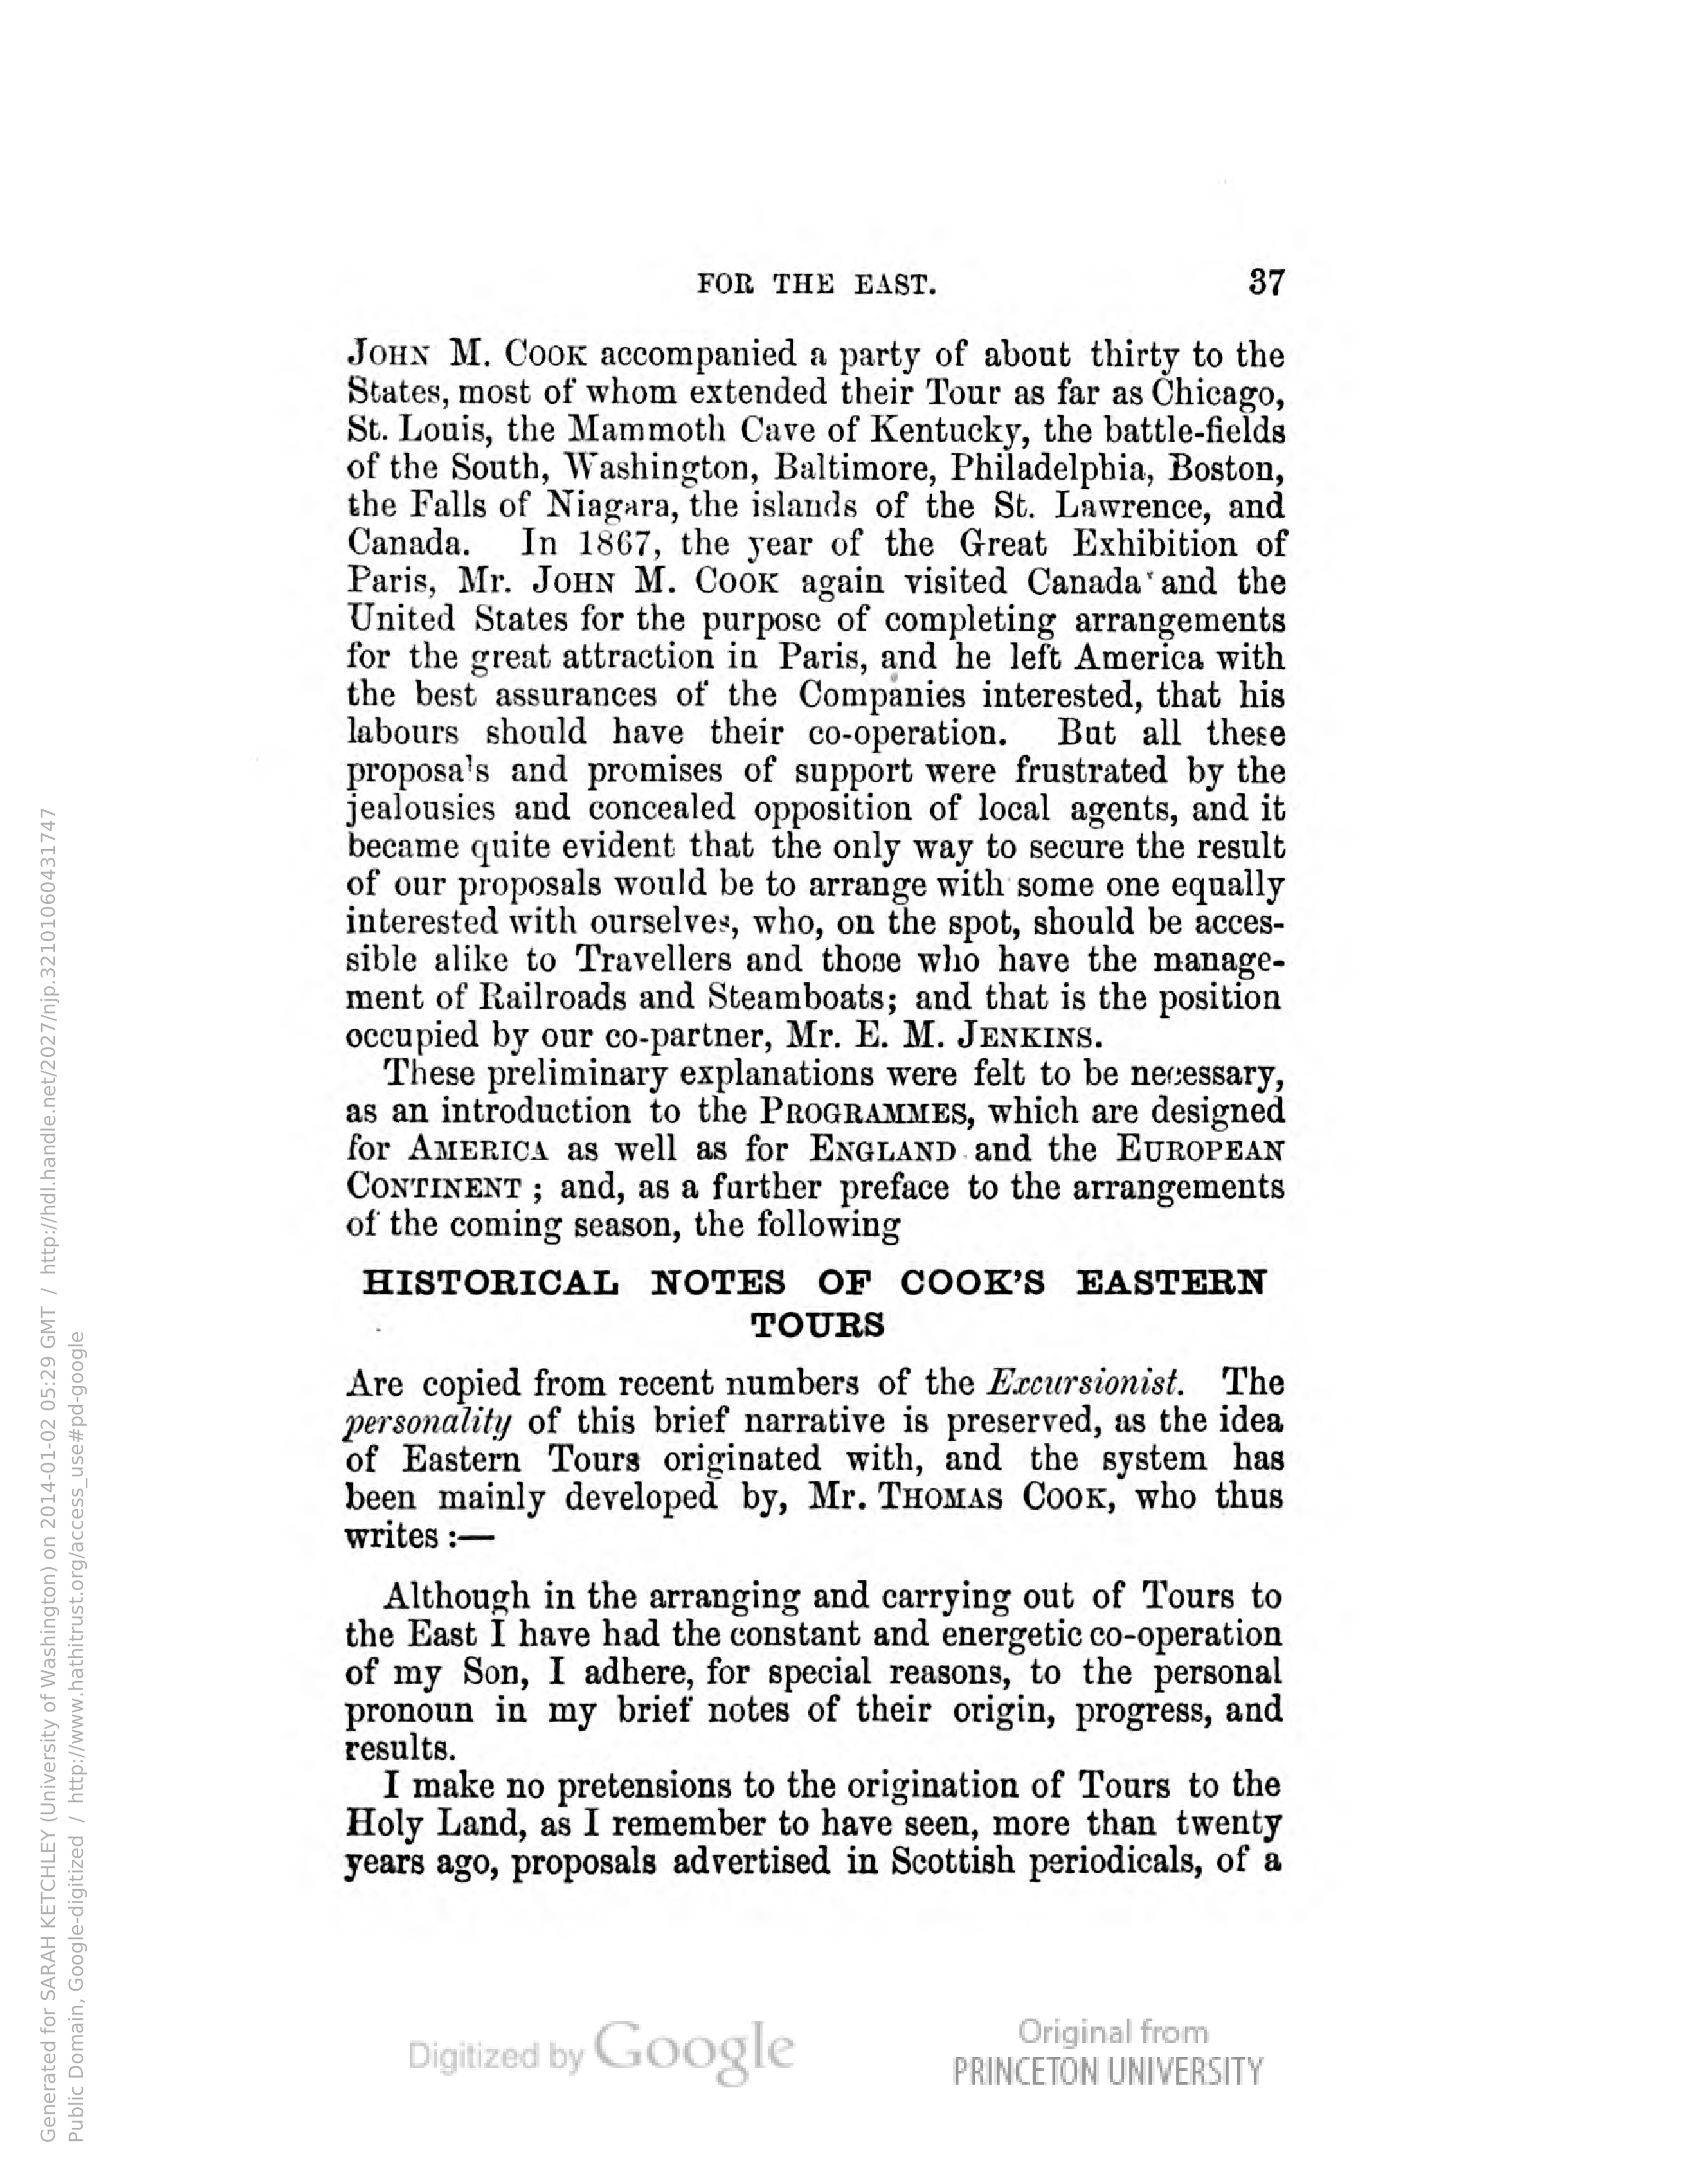 FOR THE EAST. 37
JOHN M. COOK accompanied a party of about thirty to the
States, most of whom extended their Tour as far as Chicago,
St. Louis, the Mammoth Cave of Kentucky, the battle-fields
of the South, Washington, Baltimore, Philadelphia, Boston,
the Falls of Niagara, the islands of the St. Lawrence, and
Canada. In 1867, the year of the Great Exhibition of
Paris, Mr. JOHN M. COOK again visited Canada and the
United States for the purpose of completing arrangements
for the great attraction in Paris, and he left America with
the best assurances of the Companies interested, that his
labours should have their co-operation. But all these
proposals and promises of support were frustrated by the
jealousies and concealed opposition of local agents, and it
became quite evident that the only way to secure the result
of our proposals would be to arrange with some one equally
interested with ourselves, who, on the spot, should be acces-
sible alike to Travellers and those who have the manage-
ment of Railroads and Steamboats; and that is the position
occupied by our co-partner, Mr. E. M. JENKINS.
These preliminary explanations were felt to be necessary,
as an introduction to the PROGRAMMES, which are designed
for AMERICA as well as for ENGLAND and the EUROPEAN
CONTINENT ; and, as a further preface to the arrangements
of the coming season, the following
HISTORICAL NOTES OF COOK'S EASTERN
TOURS
Are copied from recent numbers of the Excursionist. The
personality of this brief narrative is preserved, as the idea
of Eastern Tours originated with, and the system has
been mainly developed by, Mr. THOMAS COOK, who thus
writes :—
Although in the arranging and carrying out of Tours to
the East I have had the constant and energetic co-operation
of my Son, I adhere, for special reasons, to the personal
pronoun in my brief notes of their origin, progress, and
results.
I make no pretensions to the origination of Tours to the
Holy Land, as I remember to have seen, more than twenty
years ago, proposals advertised in Scottish periodicals, of a
Digitized by Google
Original from
PRINCETON UNIVERSITY
Generated for SARAH KETCHLEY (University of Washington) on 2014-01-02 05:29 GMT / http://hdl.handle.net/2027/njp.32101060431747
Public Domain, Google-digitized / http://www.hathitrust.org/access_use#pd-google